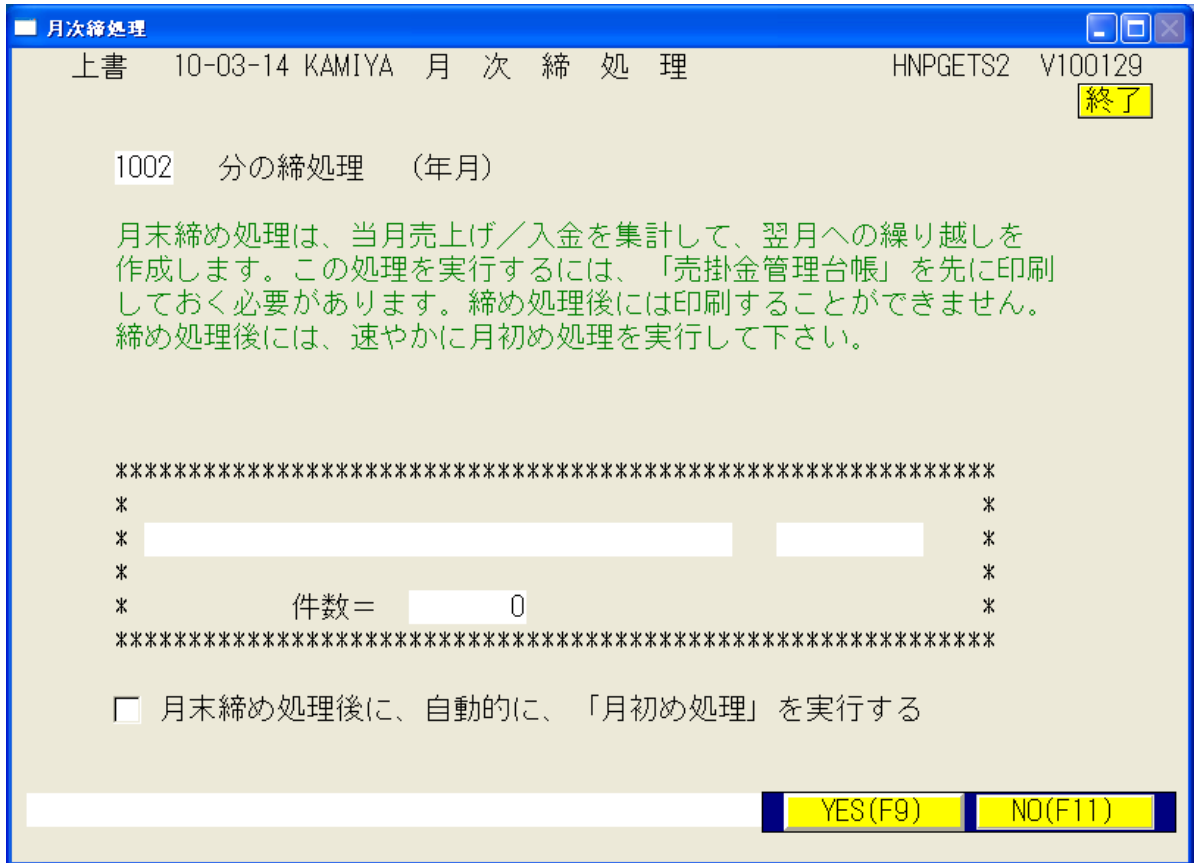 月次締処理
上書 10-03-14 KAMIYA 月 次 締 処 理 HNPGETS2 V100129
終了
1002 分の締処理 (年月)
月末締め処理は、当月売上げ／入金を集計して、翌月への繰り越しを
作成します。この処理を実行するには、「売掛金管理台帳」を先に印刷
しておく必要があります。締め処理後には印刷することができません。
締め処理後には、速やかに月初め処理を実行して下さい。
************************************************************
* *
* *
* *
* 件数＝ 0 *
************************************************************
月末締め処理後に、自動的に、「月初め処理」を実行する
YES(F9) NO(F11)